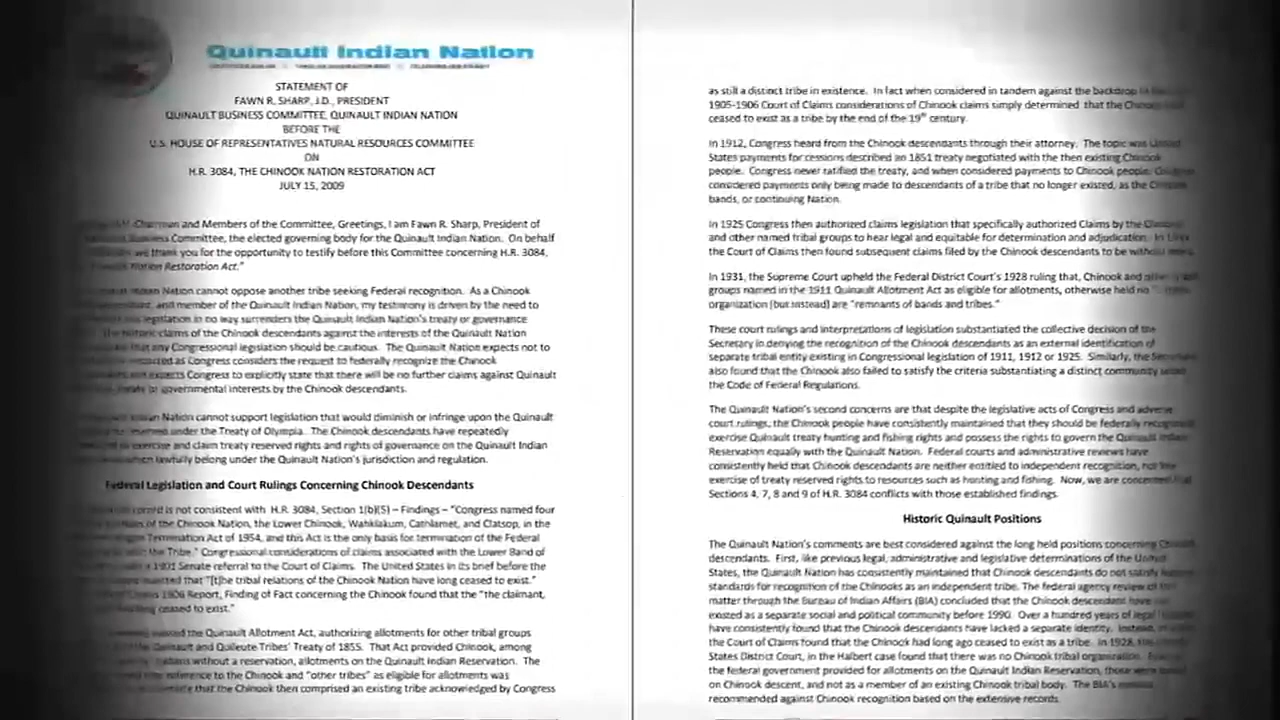 Quinault Indian Nation
STATEMENT OF
FAWN R. SHARP, J.D., PRESIDENT
QUINAULT BUSINESS COMMITTEE, QUINAULT INDIAN NATION
BEFORE THE
U.S. HOUSE OF REPRESENTATIVES NATURAL RESOURCES COMMITTEE
ON
H.R. 3084, THE CHINOOK NATION RESTORATION ACT
JULY 15, 2009
Chairman and Members of the Committee, Greetings, I am Fawn R. Sharp, President of
Business Committee, the elected governing body for the Quinault Indian Nation. On behalf
we thank you for the opportunity to testify before this Committee concerning H.R. 3084,
Nation Restoration Act."
Indian Nation cannot oppose another tribe seeking Federal recognition. As a Chinook
and member of the Quinault Indian Nation, my testimony is driven by the need to
legislation in no way surrenders the Quinault Indian Nation's treaty or governance
The historic claims of the Chinook descendants against the interests of the Quinault Nation
that any Congressional legislation should be cautious. The Quinault Nation expects not to
as Congress considers the request to federally recognize the Chinook
expects Congress to explicitly state that there will be no further claims against Quinault
treaty or governmental interests by the Chinook descendants.
Indian Nation cannot support legislation that would diminish or infringe upon the Quinault
reserved under the Treaty of Olympia. The Chinook descendants have repeatedly
to exercise and claim treaty reserved rights and rights of governance on the Quinault Indian
lawfully belong under the Quinault Nation's jurisdiction and regulation.
Federal Legislation and Court Rulings Concerning Chinook Descendants
record is not consistent with H.R. 3084, Section 1(b)(5) – Findings – "Congress named four
of the Chinook Nation, the Lower Chinook, Wahkiakum, Cathlamet, and Clatsop, in the
Termination Act of 1954, and this Act is the only basis for termination of the Federal
with the Tribe." Congressional considerations of claims associated with the Lower Band of
a 1901 Senate referral to the Court of Claims. The United States in its brief before the
asserted that "[t]he tribal relations of the Chinook Nation have long ceased to exist."
1906 Report, Finding of Fact concerning the Chinook found that the "the claimant,
long ceased to exist."
the Quinault Allotment Act, authorizing allotments for other tribal groups
the Quinault and Quileute Tribes' Treaty of 1855. That Act provided Chinook, among
without a reservation, allotments on the Quinault Indian Reservation. The
reference to the Chinook and "other tribes" as eligible for allotments was
that the Chinook then comprised an existing tribe acknowledged by Congress
as still a distinct tribe in existence. In fact when considered in tandem against the backdrop
1905-1906 Court of Claims considerations of Chinook claims simply determined that the
ceased to exist as a tribe by the end of the 19th century.
In 1912, Congress heard from the Chinook descendants through their attorney. The topic was United
States payments for cessions described an 1851 treaty negotiated with the then existing Chinook
people. Congress never ratified the treaty, and when considered payments to Chinook people,
considered payments only being made to descendants of a tribe that no longer existed, as the
bands, or continuing Nation.
In 1925 Congress then authorized claims legislation that specifically authorized Claims by the
and other named tribal groups to hear legal and equitable for determination and adjudication. In
the Court of Claims then found subsequent claims filed by the Chinook descendants to be without
In 1931, the Supreme Court upheld the Federal District Court's 1928 ruling that, Chinook and other
groups named in the 1911 Quinault Allotment Act as eligible for allotments, otherwise held no
organization [but instead] are "remnants of bands and tribes."
These court rulings and interpretations of legislation substantiated the collective decision of the
Secretary in denying the recognition of the Chinook descendants as an external identification of
separate tribal entity existing in Congressional legislation of 1911, 1912 or 1925. Similarly, the
also found that the Chinook also failed to satisfy the criteria substantiating a distinct community
the Code of Federal Regulations.
The Quinault Nation's second concerns are that despite the legislative acts of Congress and adverse
court rulings, the Chinook people have consistently maintained that they should be federally
exercise Quinault treaty hunting and fishing rights and possess the rights to govern the Quinault Indian
Reservation equally with the Quinault Nation. Federal courts and administrative reviews have
consistently held that Chinook descendants are neither entitled to independent recognition, nor
exercise of treaty reserved rights to resources such as hunting and fishing. Now, we are concerned that
Sections 4, 7, 8 and 9 of H.R. 3084 conflicts with those established findings.
Historic Quinault Positions
The Quinault Nation's comments are best considered against the long held positions concerning
descendants. First, like previous legal, administrative and legislative determinations of the United
States, the Quinault Nation has consistently maintained that Chinook descendants do not satisfy
standards for recognition of the Chinooks as an independent tribe. The federal agency review of
matter through the Bureau of Indian Affairs (BIA) concluded that the Chinook descendant have
existed as a separate social and political community before 1990. Over a hundred years of legal
have consistently found that the Chinook descendants have lacked a separate identity. Instead,
the Court of Claims found that the Chinook had long ago ceased to exist as a tribe. In 1928,
States District Court, in the Halbert case found that there was no Chinook tribal organization.
the federal government provided for allotments on the Quinault Indian Reservation, those were
on Chinook descent, and not as a member of an existing Chinook tribal body. The BIA's
recommended against Chinook recognition based on the extensive records.